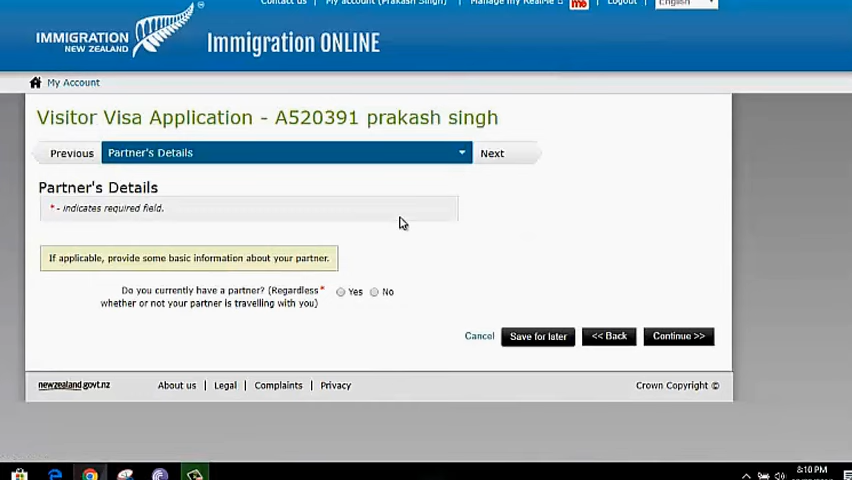 Contact us | My account (Prakash Singh) Manage my RealMe me Logout English
IMMIGRATION
NEW ZEALAND
Immigration ONLINE
My Account
Visitor Visa Application - A520391 prakash singh
Previous Partner's Details Next
Partner's Details
* - indicates required field.
If applicable, provide some basic information about your partner.
Do you currently have a partner? (Regardless * Yes No
whether or not your partner is travelling with you)
Cancel Save for later << Back Continue >>
newzealand.govt.nz About us | Legal | Complaints | Privacy Crown Copyright ©
8:10 PM